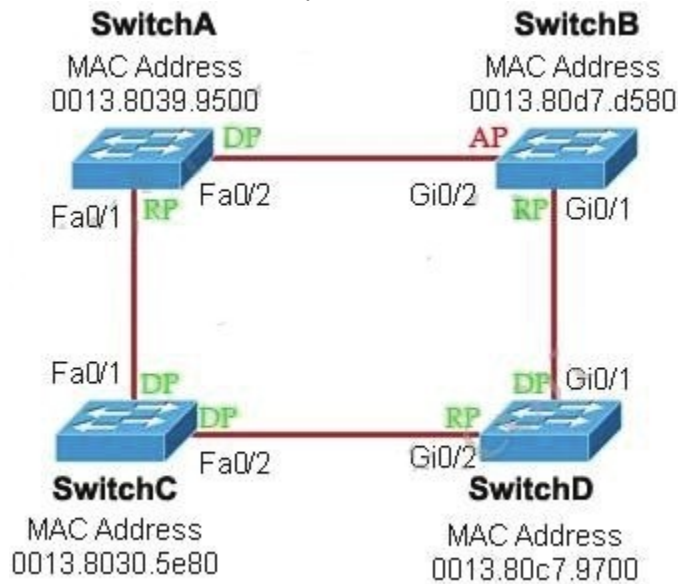 SwitchA
MAC Address
0013.8039.9500
SwitchB
MAC Address
0013.80d7.d580
DP
AP
Fa0/2
Gi0/2
Fa0/1
RP
RP
Gi0/1
Fa0/1
DP
DP
Gi0/1
DP
RP
Fa0/2
Gi0/2
SwitchC
MAC Address
0013.8030.5e80
SwitchD
MAC Address
0013.80c7.9700